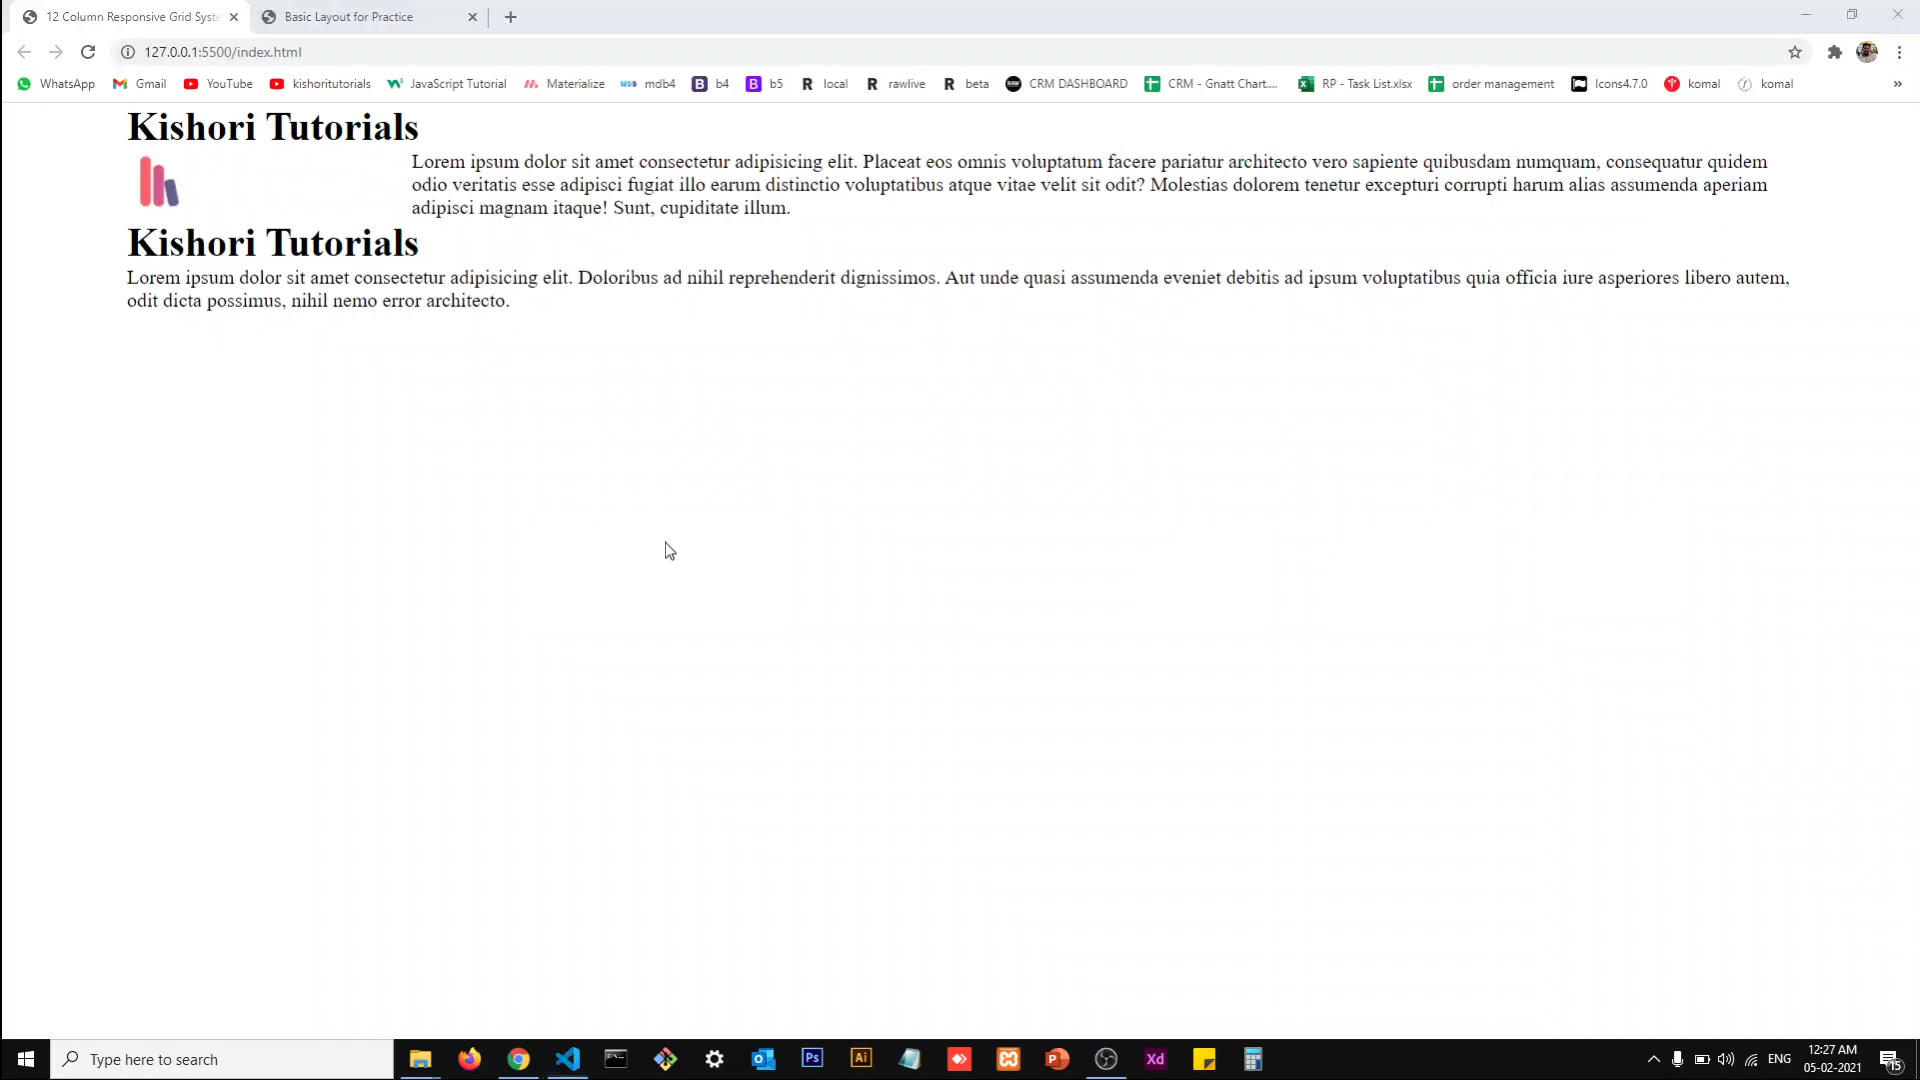 12 Column Responsive Grid Syste
Basic Layout for Practice
127.0.0.1:5500/index.html
WhatsApp Gmail YouTube kishoritutorials JavaScript Tutorial Materialize mdb4 b4 b5 local rawlive beta CRM DASHBOARD CRM - Gnatt Chart.... RP - Task List.xlsx order management Icons4.7.0 komal komal »
Kishori Tutorials
Lorem ipsum dolor sit amet consectetur adipisicing elit. Placeat eos omnis voluptatum facere pariatur architecto vero sapiente quibusdam numquam, consequatur quidem
odio veritatis esse adipisci fugiat illo earum distinctio voluptatibus atque vitae velit sit odit? Molestias dolorem tenetur excepturi corrupti harum alias assumenda aperiam
adipisci magnam itaque! Sunt, cupiditate illum.
Kishori Tutorials
Lorem ipsum dolor sit amet consectetur adipisicing elit. Doloribus ad nihil reprehenderit dignissimos. Aut unde quasi assumenda eveniet debitis ad ipsum voluptatibus quia officia iure asperiores libero autem,
odit dicta possimus, nihil nemo error architecto.
Type here to search
Ps Ai Xd
ENG
12:27 AM
05-02-2021
15